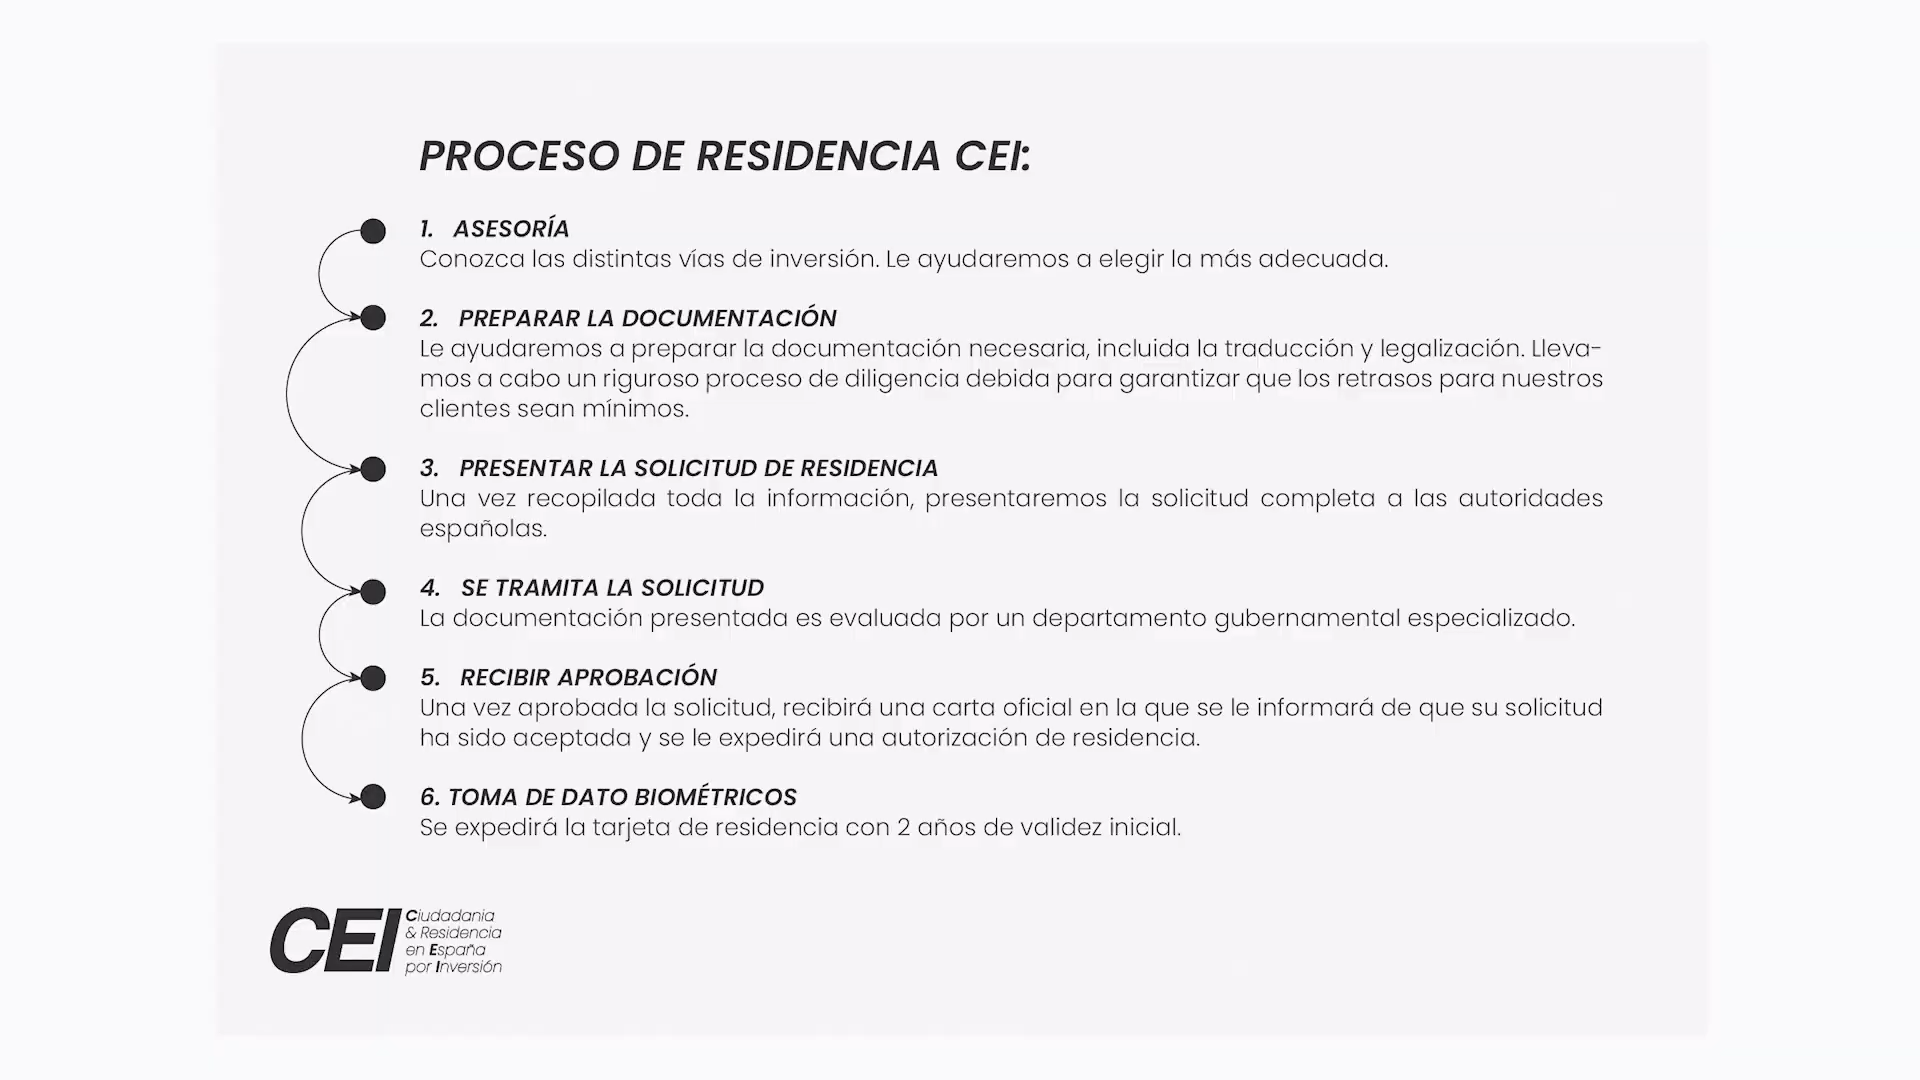 PROCESO DE RESIDENCIA CEI:
1. ASESORÍA
Conozca las distintas vías de inversión. Le ayudaremos a elegir la más adecuada.
2. PREPARAR LA DOCUMENTACIÓN
Le ayudaremos a preparar la documentación necesaria, incluida la traducción y legalización. Lleva-
mos a cabo un riguroso proceso de diligencia debida para garantizar que los retrasos para nuestros
clientes sean mínimos.
3. PRESENTAR LA SOLICITUD DE RESIDENCIA
Una vez recopilada toda la información, presentaremos la solicitud completa a las autoridades
españolas.
4. SE TRAMITA LA SOLICITUD
La documentación presentada es evaluada por un departamento gubernamental especializado.
5. RECIBIR APROBACIÓN
Una vez aprobada la solicitud, recibirá una carta oficial en la que se le informará de que su solicitud
ha sido aceptada y se le expedirá una autorización de residencia.
6. TOMA DE DATO BIOMÉTRICOS
Se expedirá la tarjeta de residencia con 2 años de validez inicial.
CEI
Ciudadania
& Residencia
en España
por Inversión